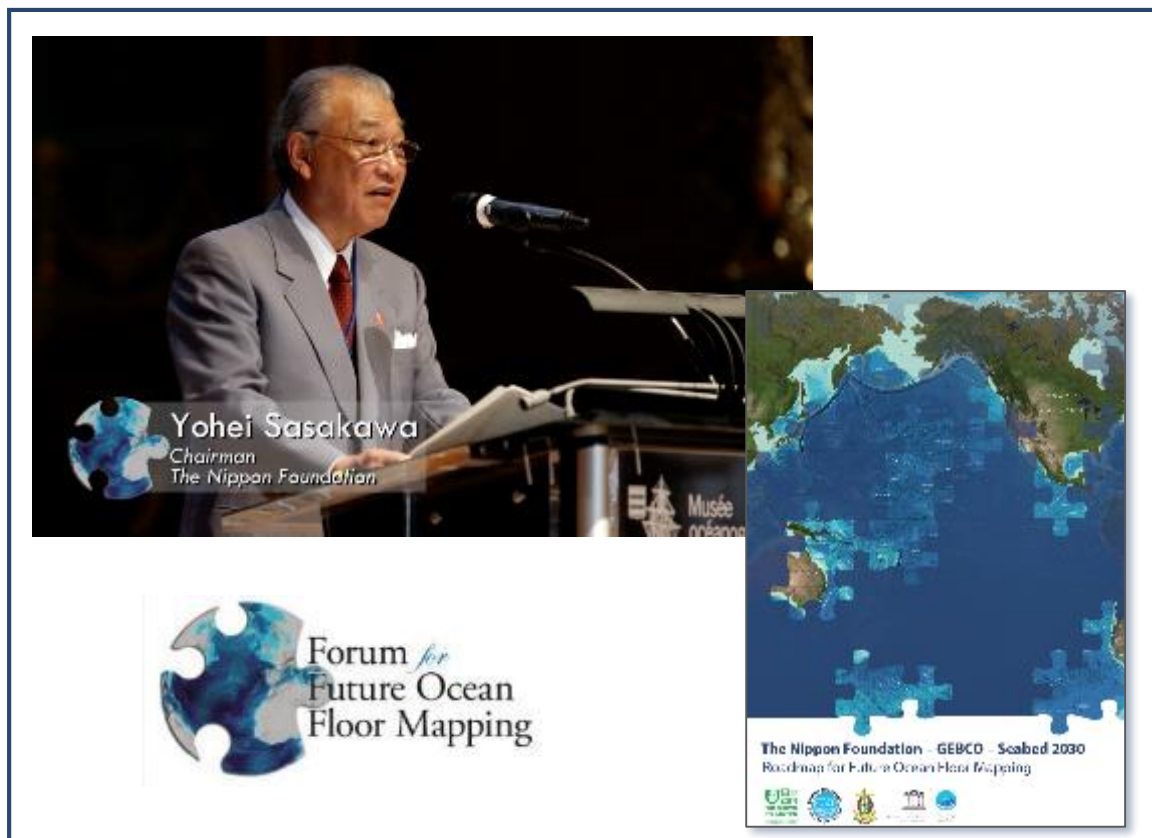 Yohei Sasakawa
Chairman
The Nippon Foundation
Musée
océanog
Forum for
Future Ocean
Floor Mapping
The Nippon Foundation – GEBCO – Seabed 2030
Roadmap for Future Ocean Floor Mapping